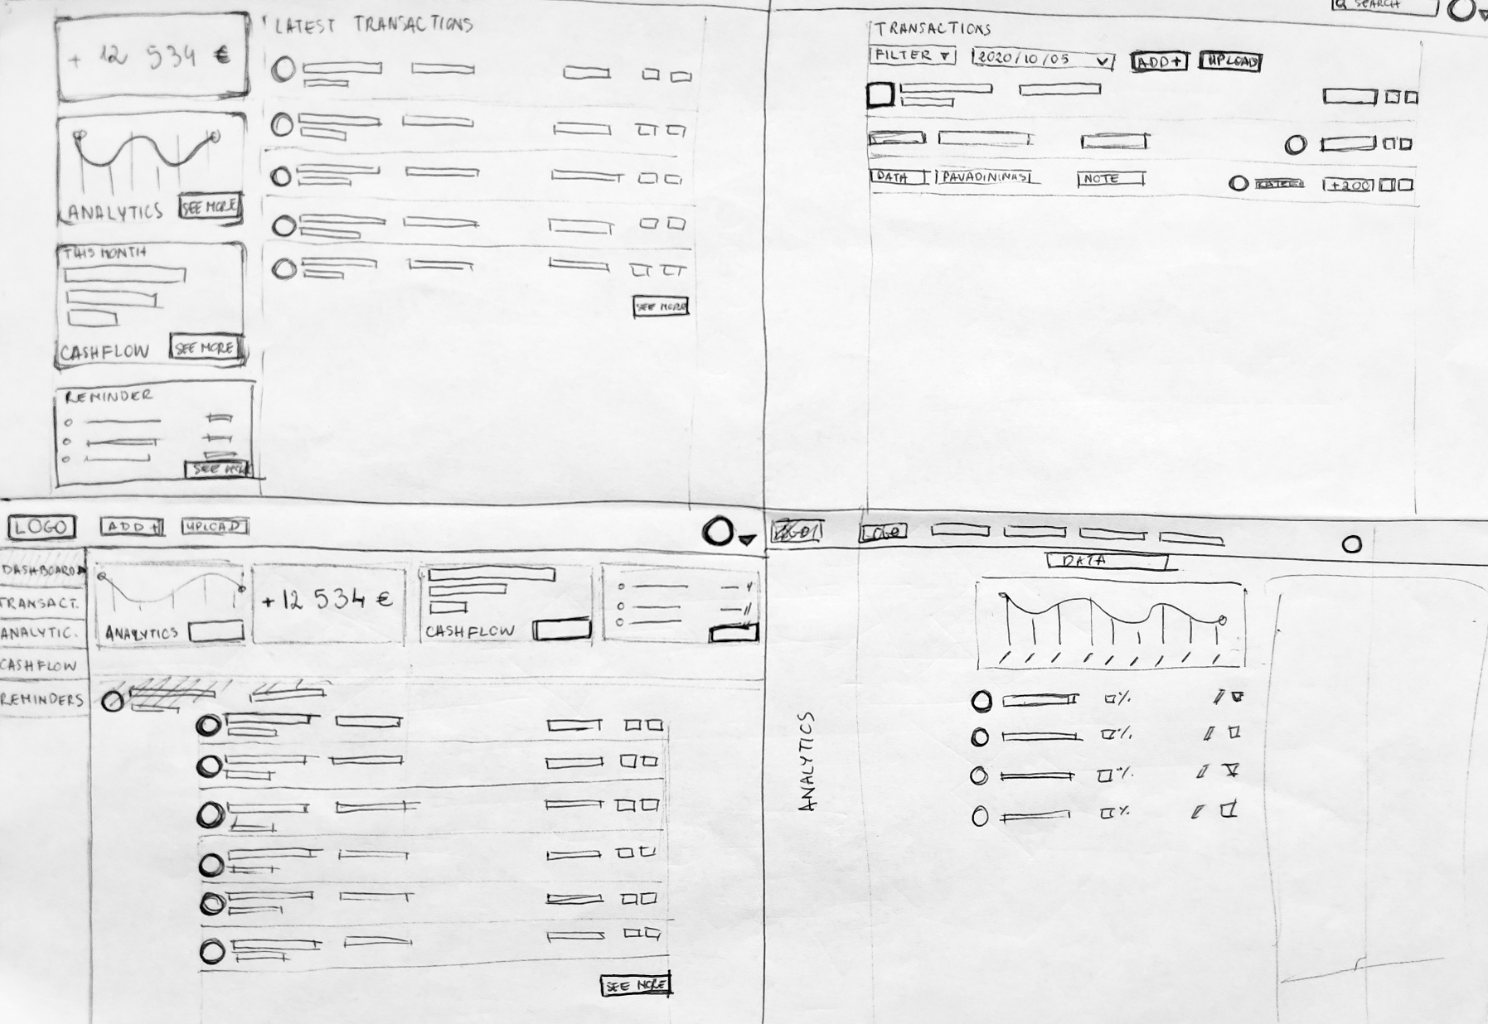 + 12 534 €
ANALYTICS SEE MORE
THIS MONTH
CASHFLOW SEE MORE
REMINDER
SEE MORE
LATEST TRANSACTIONS
SEE MORE
SEARCH
TRANSACTIONS
FILTER 2020/10/05 ADD+ UPLOAD
DATA PAVADINIMAS NOTE +200
LOGO ADD+ UPLOAD
DASHBOARD
TRANSACT.
ANALYTIC.
CASHFLOW
REMINDERS
ANALYTICS
+12 534 €
CASHFLOW
SEE MORE
LOGO
DATA
ANALYTICS
%
%
%
%